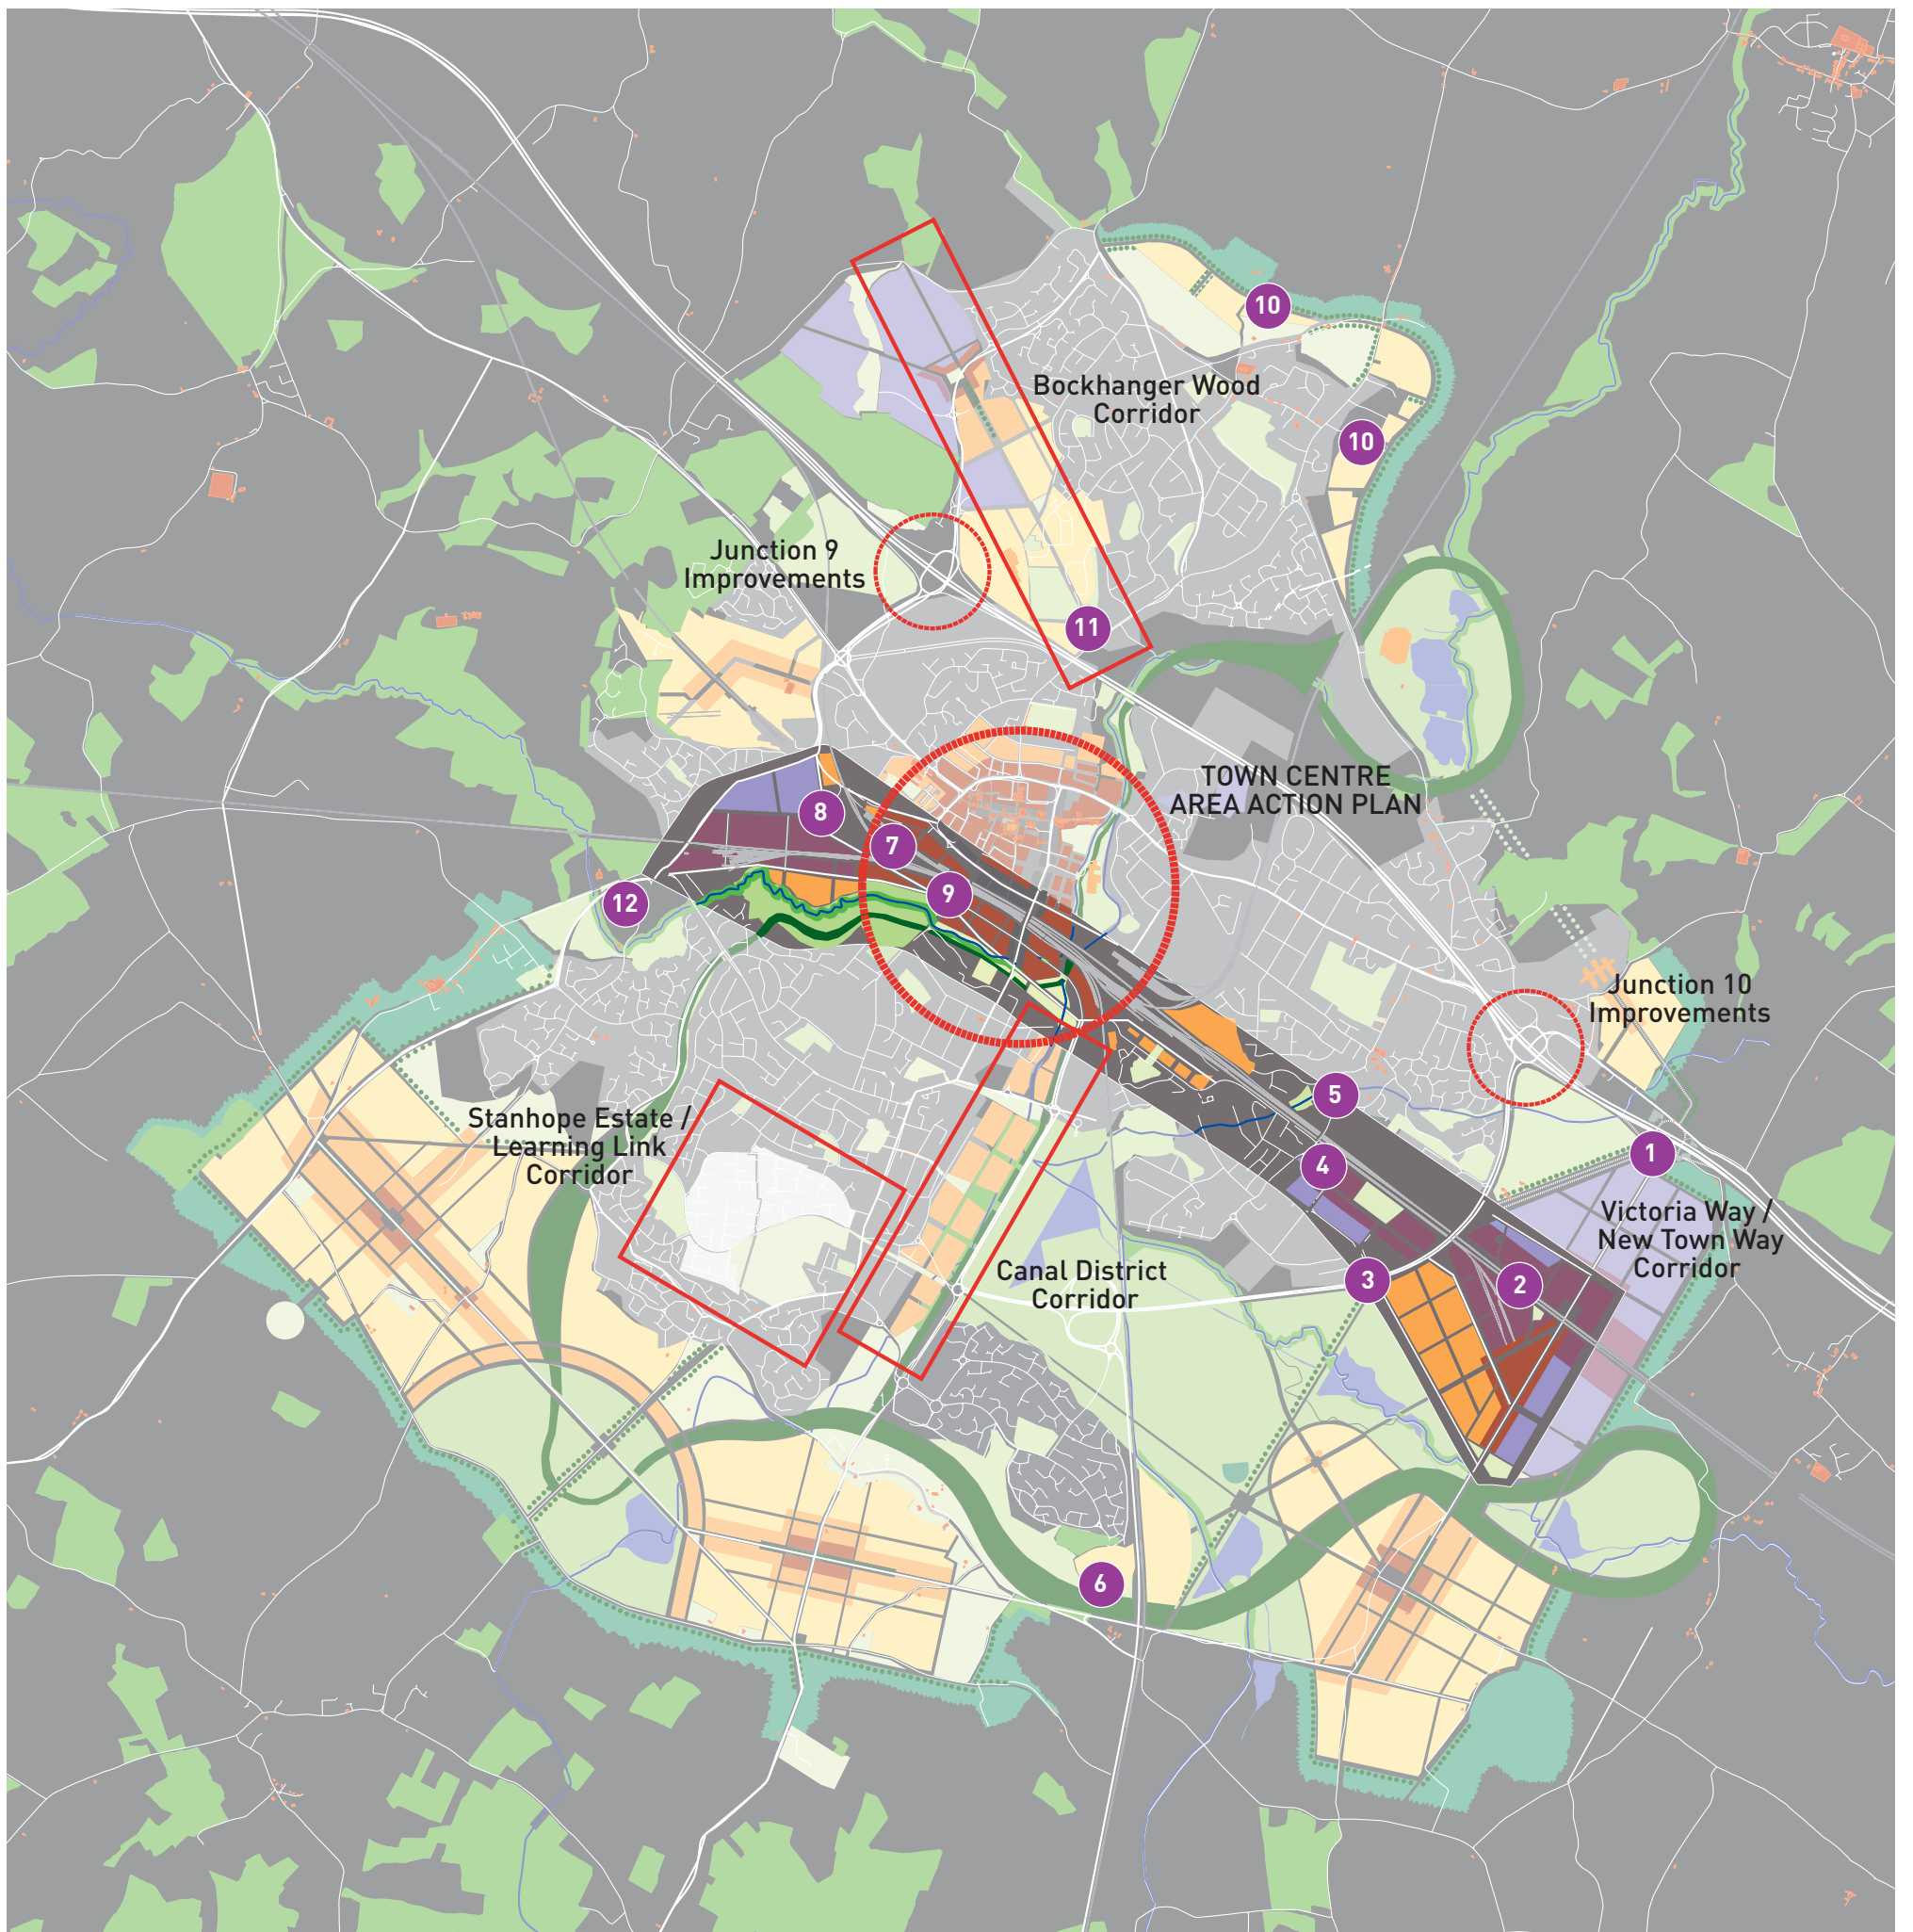 10
Bockhanger Wood
Corridor
10
Junction 9
Improvements
11
TOWN CENTRE
AREA ACTION PLAN
8
7
9
12
Junction 10
Improvements
5
Stanhope Estate /
Learning Link
Corridor
4
1
Victoria Way /
New Town Way
Corridor
Canal District
Corridor
3
2
6